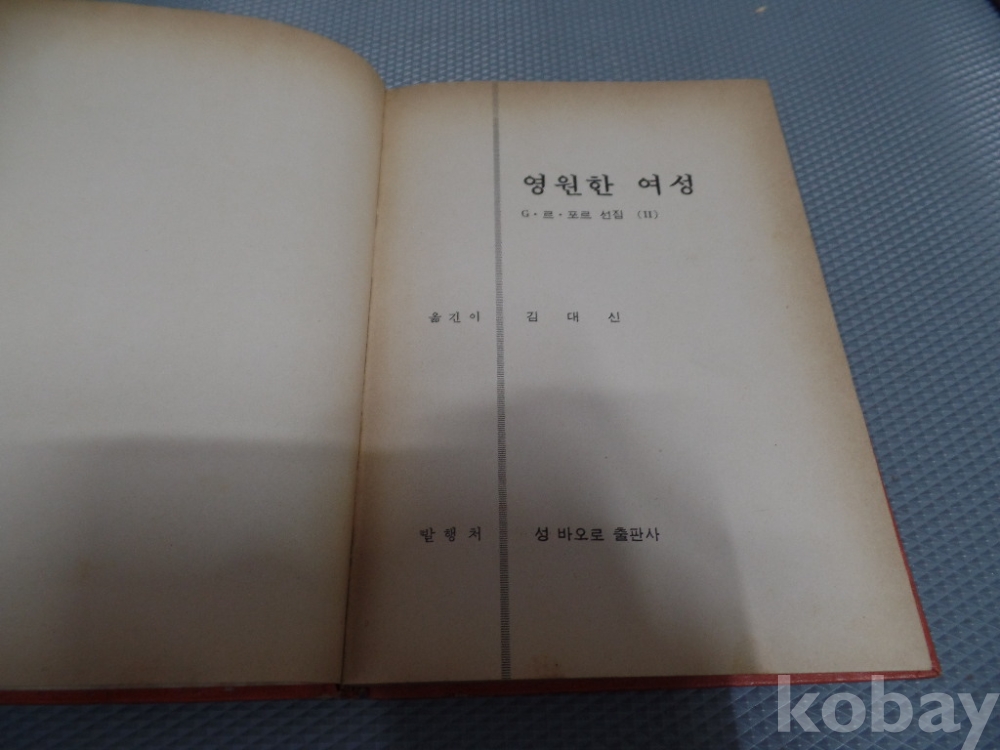 영원한 여성
G·르·포르 선집 (II)
옮긴이 김 대 신
발행처 성 바오로 출판사
kobay